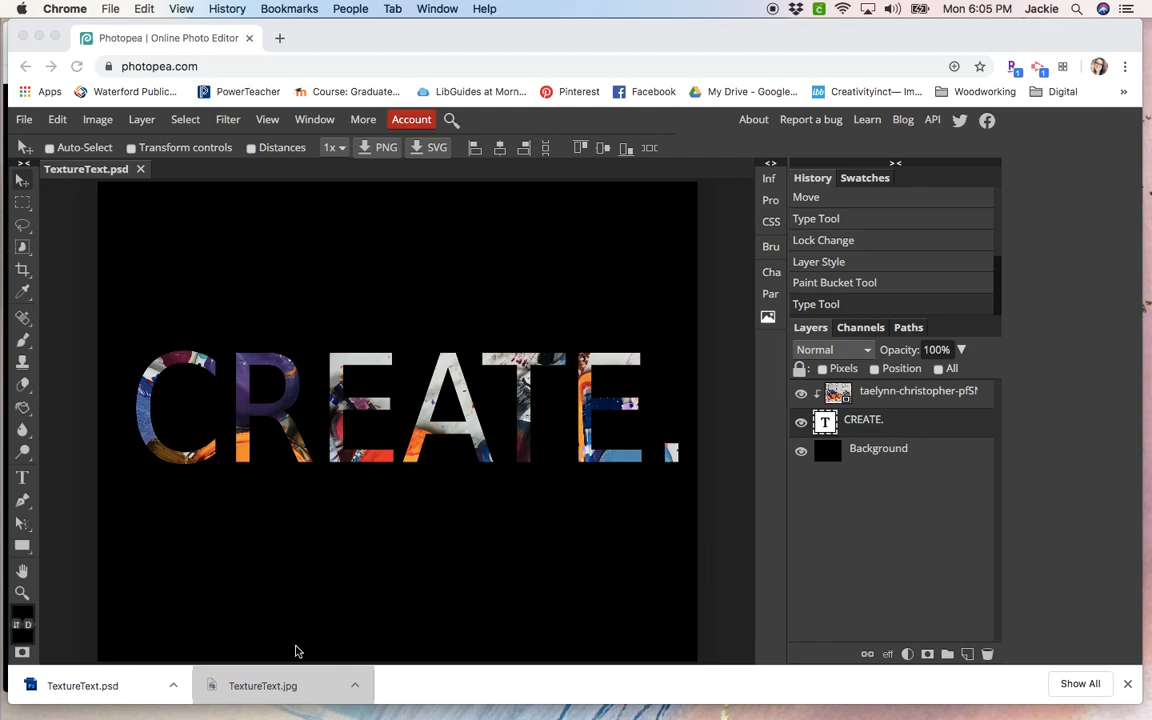 Chrome File Edit View History Bookmarks People Tab Window Help Mon 6:05 PM Jackie
Photopea | Online Photo Editor
photopea.com
Apps Waterford Public... PowerTeacher Course: Graduate... LibGuides at Morn... Pinterest Facebook My Drive - Google... Creativityinct— Im... Woodworking Digital »
File Edit Image Layer Select Filter View Window More Account About Report a bug Learn Blog API
Auto-Select Transform controls Distances 1x PNG SVG
TextureText.psd
Inf
Pro
CSS
Bru
Cha
Par
History Swatches
Move
Type Tool
Lock Change
Layer Style
Paint Bucket Tool
Type Tool
Layers Channels Paths
Normal Opacity: 100%
Pixels Position All
taelynn-christopher-pfSN
T CREATE.
Background
CREATE.
T
D
eff
TextureText.psd TextureText.jpg Show All